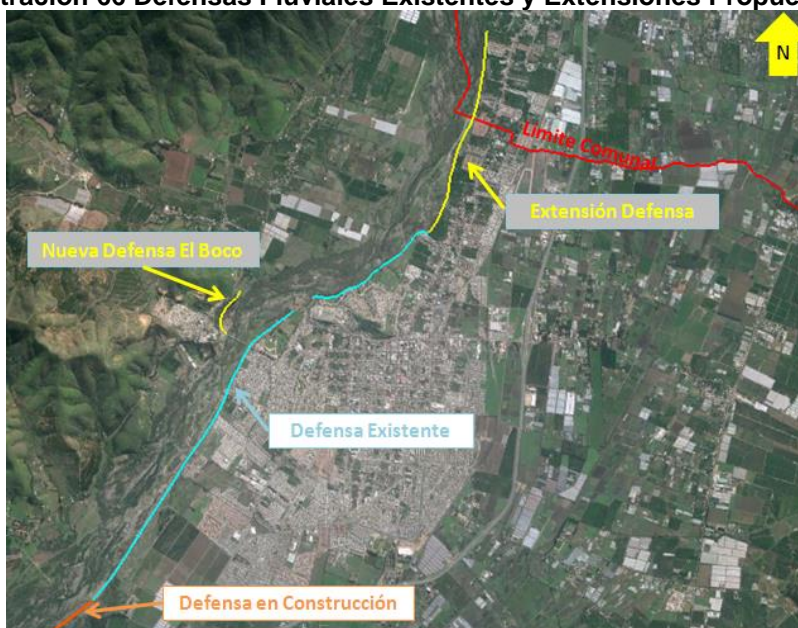 Defensas Fluviales Existentes y Extensiones
N
Limite Comunal
Extensión Defensa
Nueva Defensa El Boco
Defensa Existente
Defensa en Construcción